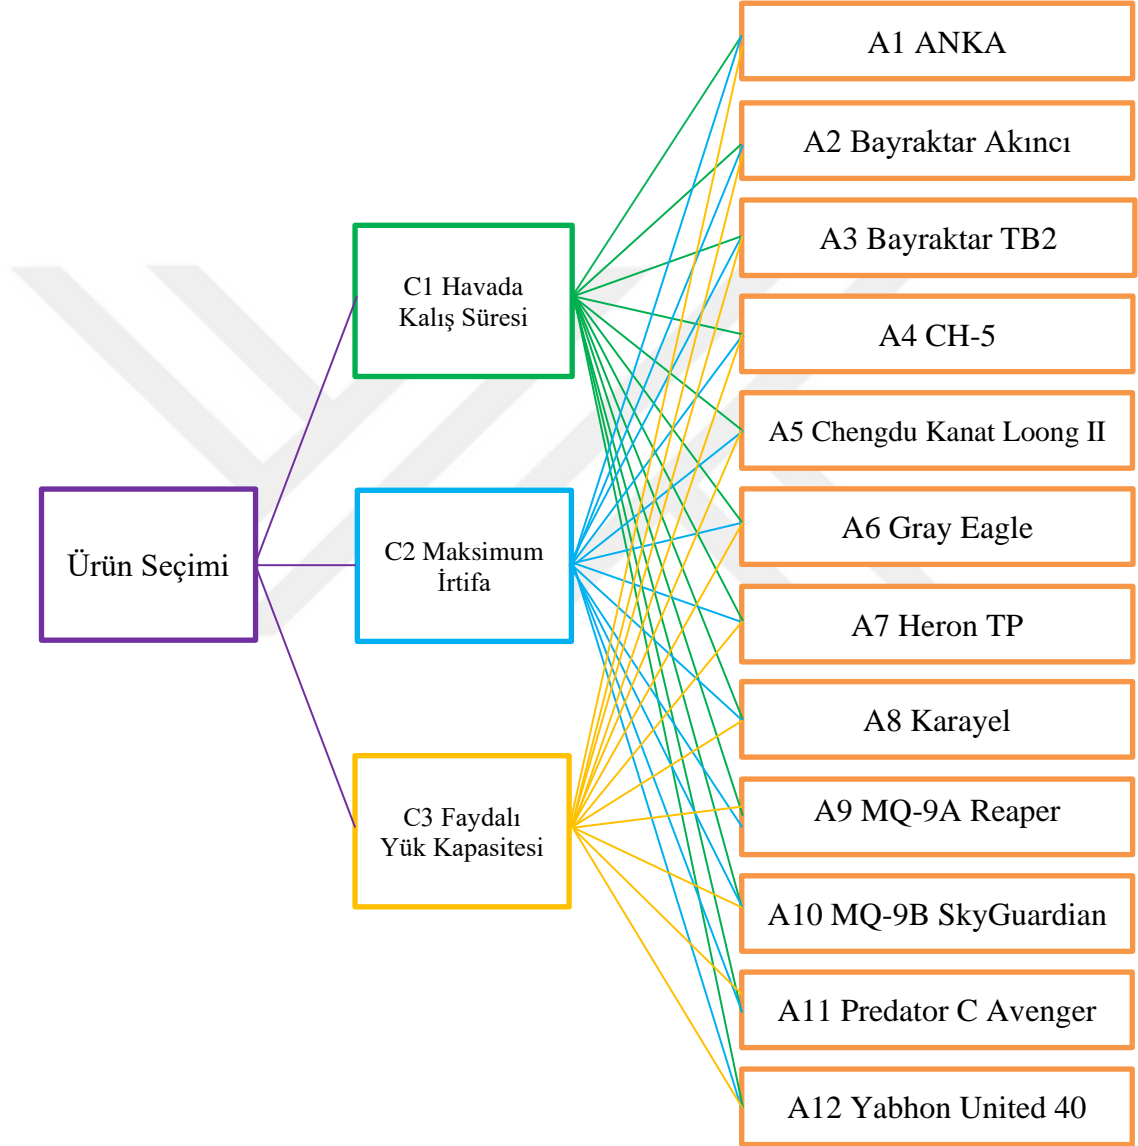 Ürün Seçimi
C1 Havada
Kalış Süresi
C2 Maksimum
İrtifa
C3 Faydalı
Yük Kapasitesi
A1 ANKA
A2 Bayraktar Akıncı
A3 Bayraktar TB2
A4 CH-5
A5 Chengdu Kanat Loong II
A6 Gray Eagle
A7 Heron TP
A8 Karayel
A9 MQ-9A Reaper
A10 MQ-9B SkyGuardian
A11 Predator C Avenger
A12 Yabhon United 40